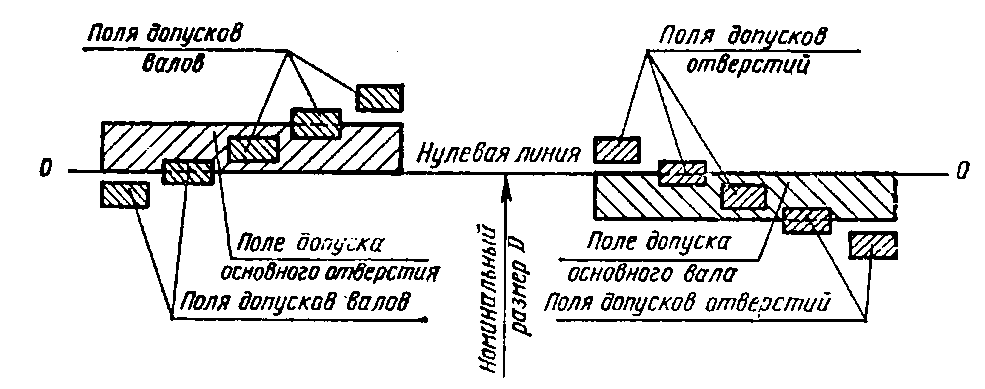 Поля допусков
валов
Поля допусков
отверстий
0
Нулевая линия
0
Поле допуска
основного отверстия
Поля допусков валов
Номинальный
размер D
Поле допуска
основного вала
Поля допусков отверстий